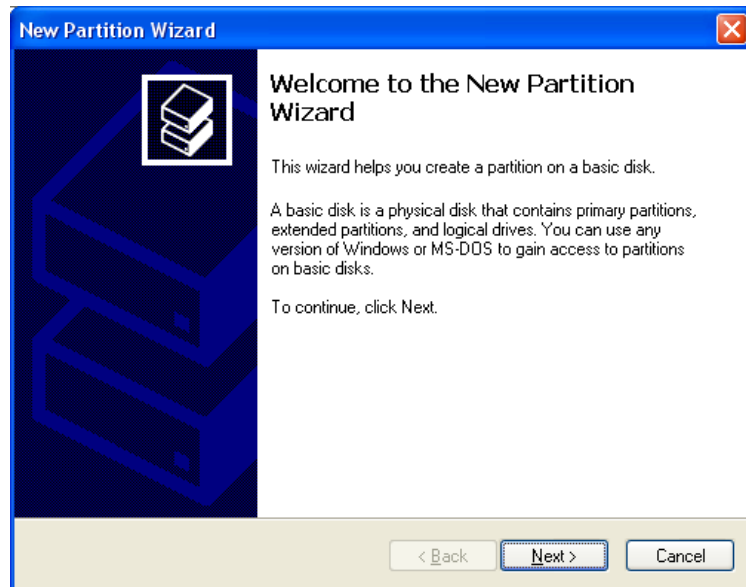 New Partition Wizard
Welcome to the New Partition
Wizard
This wizard helps you create a partition on a basic disk.
A basic disk is a physical disk that contains primary partitions,
extended partitions, and logical drives. You can use any
version of Windows or MS-DOS to gain access to partitions
on basic disks.
To continue, click Next.
< Back
Next >
Cancel